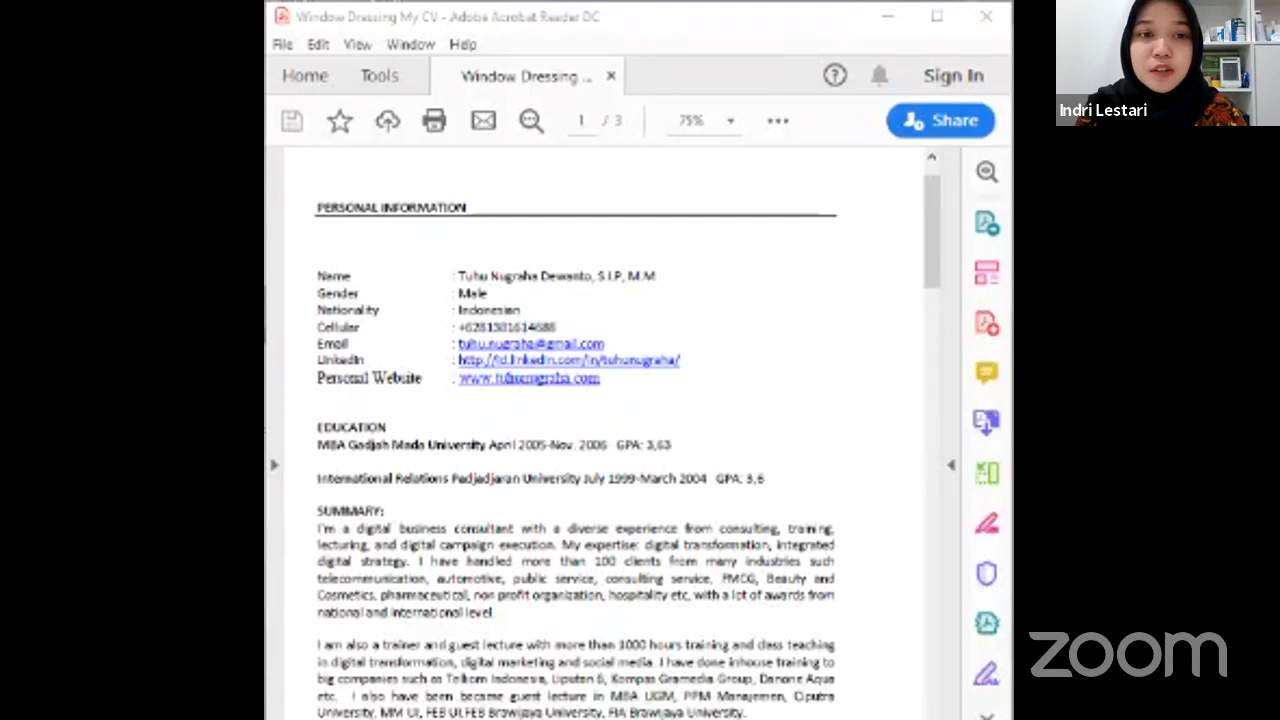 Window Dressing My CV - Adobe Acrobat Reader DC
File Edit View Window Help
Home Tools Window Dressing ... × Sign In
1 / 3 75% Share
Indri Lestari
PERSONAL INFORMATION
Name : Tuhu Nugraha Dewanto, S.I.P, M.M
Gender : Male
Nationality : Indonesian
Cellular : +6281381614688
Email : tuhu.nugraha@gmail.com
LinkedIn : http://id.linkedin.com/in/tuhunugraha/
Personal Website : www.tuhunugraha.com
EDUCATION
MBA Gadjah Mada University April 2005-Nov. 2006 GPA: 3,63
International Relations Padjadjaran University July 1999-March 2004 GPA: 3,6
SUMMARY:
I'm a digital business consultant with a diverse experience from consulting, training,
lecturing, and digital campaign execution. My expertise: digital transformation, integrated
digital strategy. I have handled more than 100 clients from many industries such
telecommunication, automotive, public service, consulting service, FMCG, Beauty and
Cosmetics, pharmaceutical, non profit organization, hospitality etc, with a lot of awards from
national and international level
I am also a trainer and guest lecture with more than 1000 hours training and class teaching
in digital transformation, digital marketing and social media. I have done inhouse training to
big companies such as Telkom Indonesia, Liputan 6, Kompas Gramedia Group, Danone Aqua
etc. I also have been became guest lecture in MBA UGM, PPM Manajemen, Ciputra
University, MM UI, FEB UI,FEB Brawijaya University, FIA Brawijaya University.
zoom